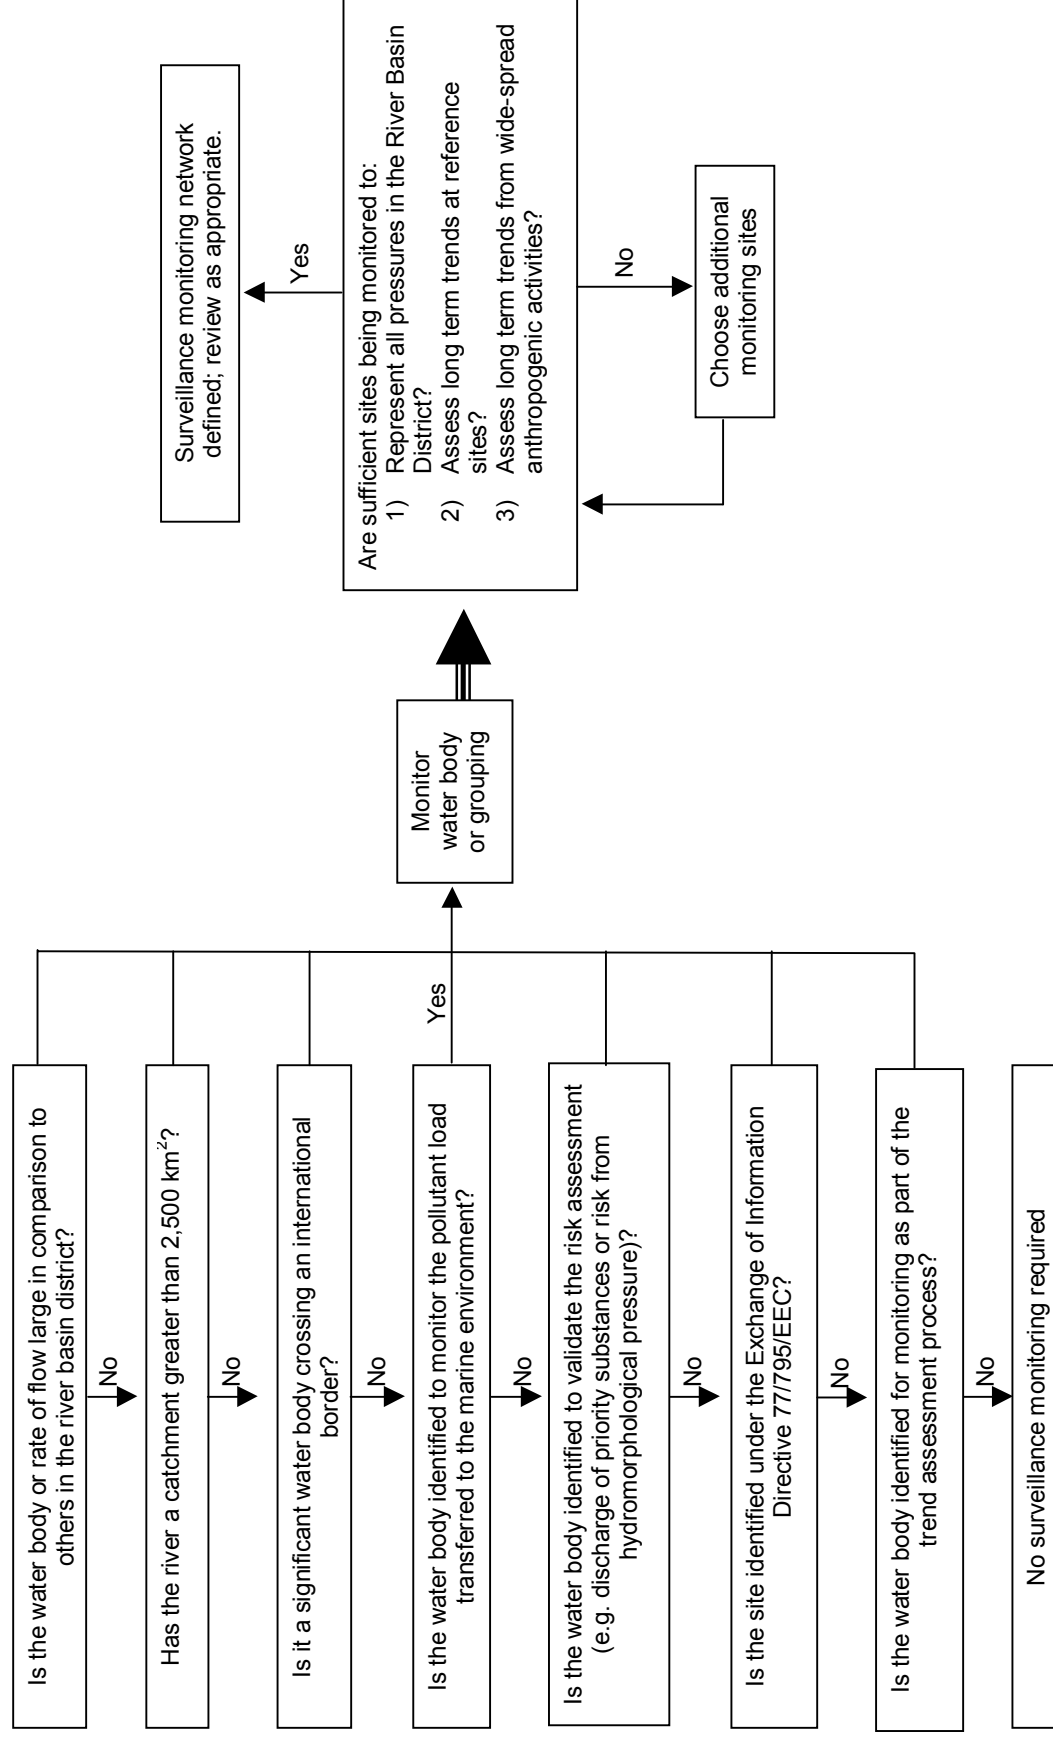 Is the water body or rate of flow large in comparison to
others in the river basin district?
No
Has the river a catchment greater than 2,500 km²?
No
Is it a significant water body crossing an international
border?
No
Is the water body identified to monitor the pollutant load
transferred to the marine environment?
No
Is the water body identified to validate the risk assessment
(e.g. discharge of priority substances or risk from
hydromorphological pressure)?
No
Is the site identified under the Exchange of Information
Directive 77/795/EEC?
No
Is the water body identified for monitoring as part of the
trend assessment process?
No
No surveillance monitoring required
Yes
Monitor
water body
or grouping
Are sufficient sites being monitored to:
1) Represent all pressures in the River Basin
District?
2) Assess long term trends at reference
sites?
3) Assess long term trends from wide-spread
anthropogenic activities?
Yes
Surveillance monitoring network
defined; review as appropriate.
No
Choose additional
monitoring sites